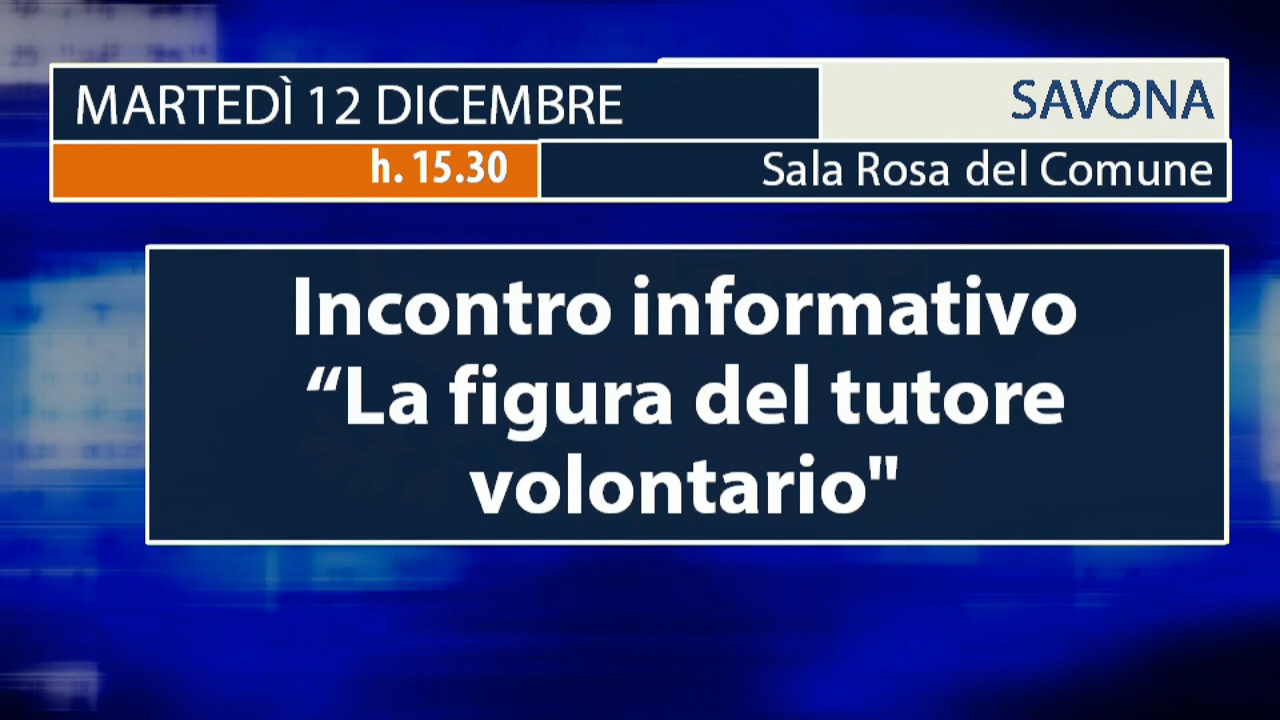 MARTEDÌ 12 DICEMBRE
SAVONA
h. 15.30
Sala Rosa del Comune
Incontro informativo
“La figura del tutore
volontario"